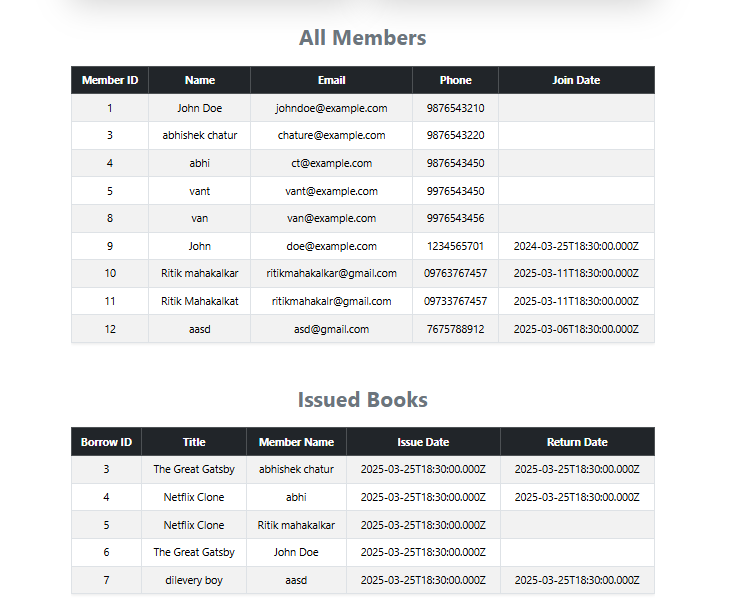 All Members
Member ID Name Email Phone Join Date
1 John Doe johndoe@example.com 9876543210
3 abhishek chatur chature@example.com 9876543220
4 abhi ct@example.com 9876543450
5 vant vant@example.com 9976543450
8 van van@example.com 9976543456
9 John doe@example.com 1234565701 2024-03-25T18:30:00.000Z
10 Ritik mahakalkar ritikmahakalkar@gmail.com 09763767457 2025-03-11T18:30:00.000Z
11 Ritik Mahakalkat ritikmahakalr@gmail.com 09733767457 2025-03-11T18:30:00.000Z
12 aasd asd@gmail.com 7675788912 2025-03-06T18:30:00.000Z
Issued Books
Borrow ID Title Member Name Issue Date Return Date
3 The Great Gatsby abhishek chatur 2025-03-25T18:30:00.000Z 2025-03-25T18:30:00.000Z
4 Netflix Clone abhi 2025-03-25T18:30:00.000Z 2025-03-25T18:30:00.000Z
5 Netflix Clone Ritik mahakalkar 2025-03-25T18:30:00.000Z
6 The Great Gatsby John Doe 2025-03-25T18:30:00.000Z
7 dilevery boy aasd 2025-03-25T18:30:00.000Z 2025-03-25T18:30:00.000Z